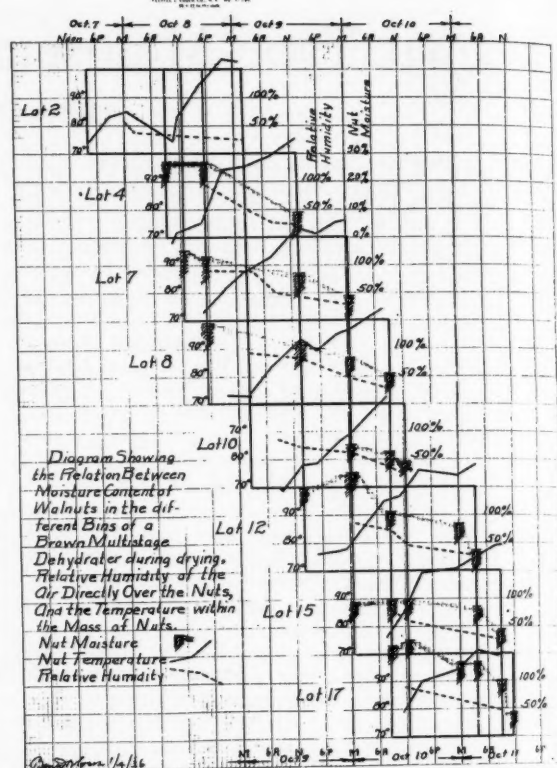 Oct.7 Oct 8 Oct 9 Oct 10
Noon 6P M 6A N 6P M 6A N 6P M 6A N 6P M 6A N
Lot 2
90°
80°
70°
100%
50%
Relative Humidity
Nut Moisture
30%
20%
10%
0%
Lot 4
90°
80°
70°
100%
50%
Lot 7
90°
80°
70°
100%
50%
Lot 8
90°
80°
70°
100%
50%
Lot 10
70°
80°
70°
100%
50%
Lot 12
90°
80°
70°
100%
50%
Lot 15
90°
80°
70°
100%
50%
Lot 17
90°
80°
70°
100%
50%
Diagram Showing
the Relation Between
Moisture Content of
Walnuts in the dif-
ferent Bins of a
Brown Multistage
Dehydrater during drying.
Relative Humidity of the
Air Directly Over the Nuts,
And the Temperature within
the Mass of Nuts.
Nut Moisture
Nut Temperature
Relative Humidity
N 6P M 6A N 6P M 6A N 6P M 6A N
Oct 9 Oct 10 Oct 11
1/4/36